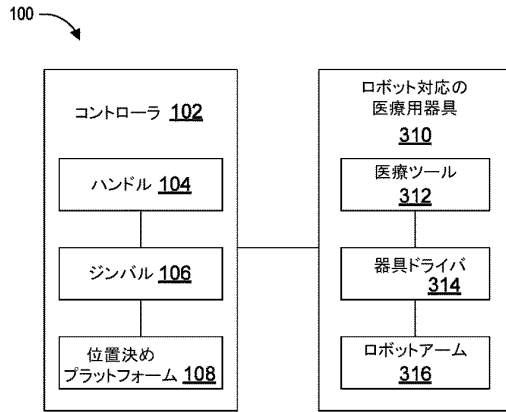 100
コントローラ 102
ハンドル 104
ジンバル 106
位置決め
プラットフォーム 108
ロボット対応の
医療用器具
310
医療ツール
312
器具ドライバ
314
ロボットアーム
316